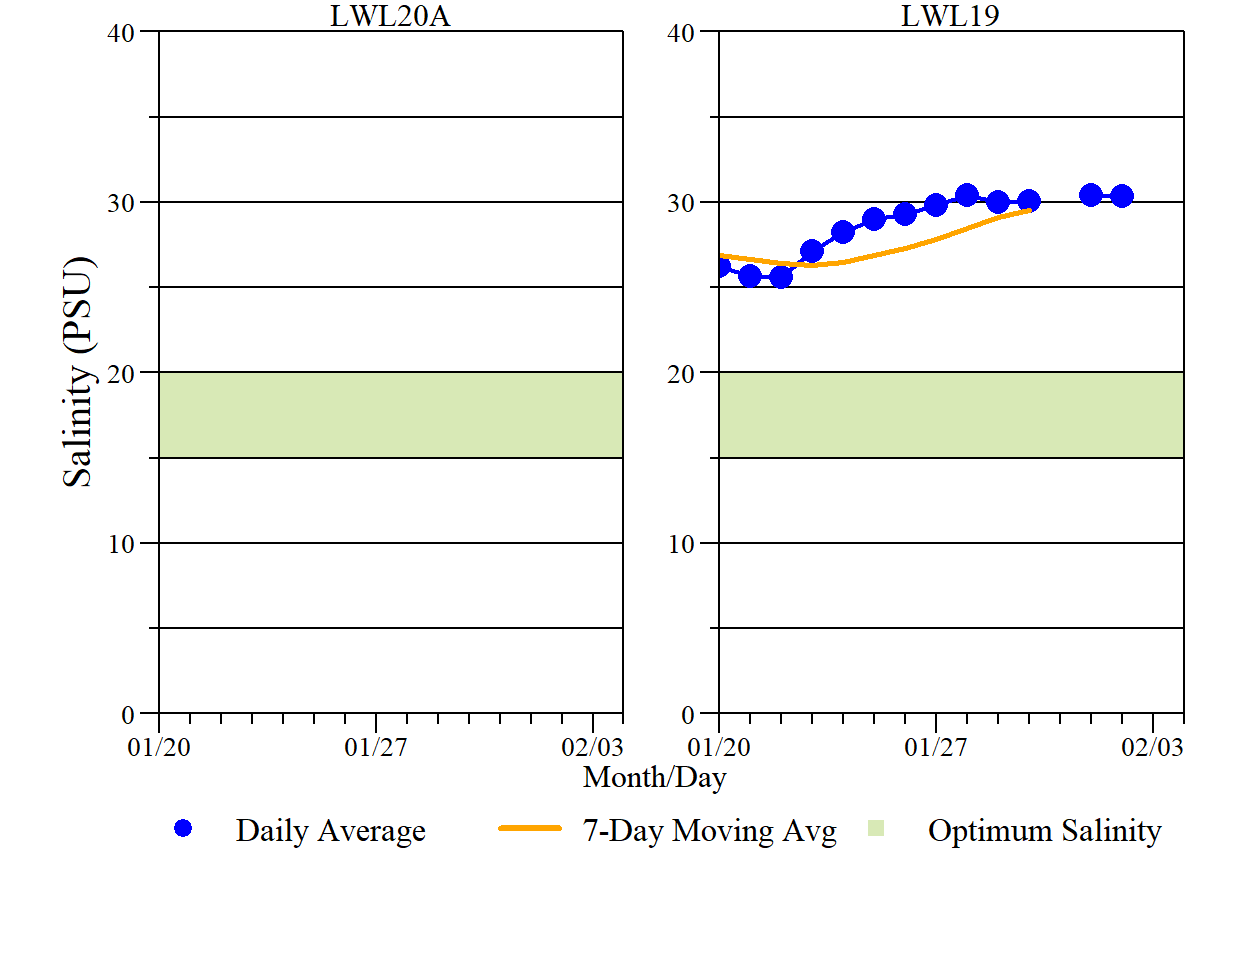 LWL20A
LWL19
40
30
20
10
0
40
30
20
10
0
Salinity (PSU)
01/20
01/27
02/03
01/20
01/27
02/03
Month/Day
Daily Average
7-Day Moving Avg
Optimum Salinity